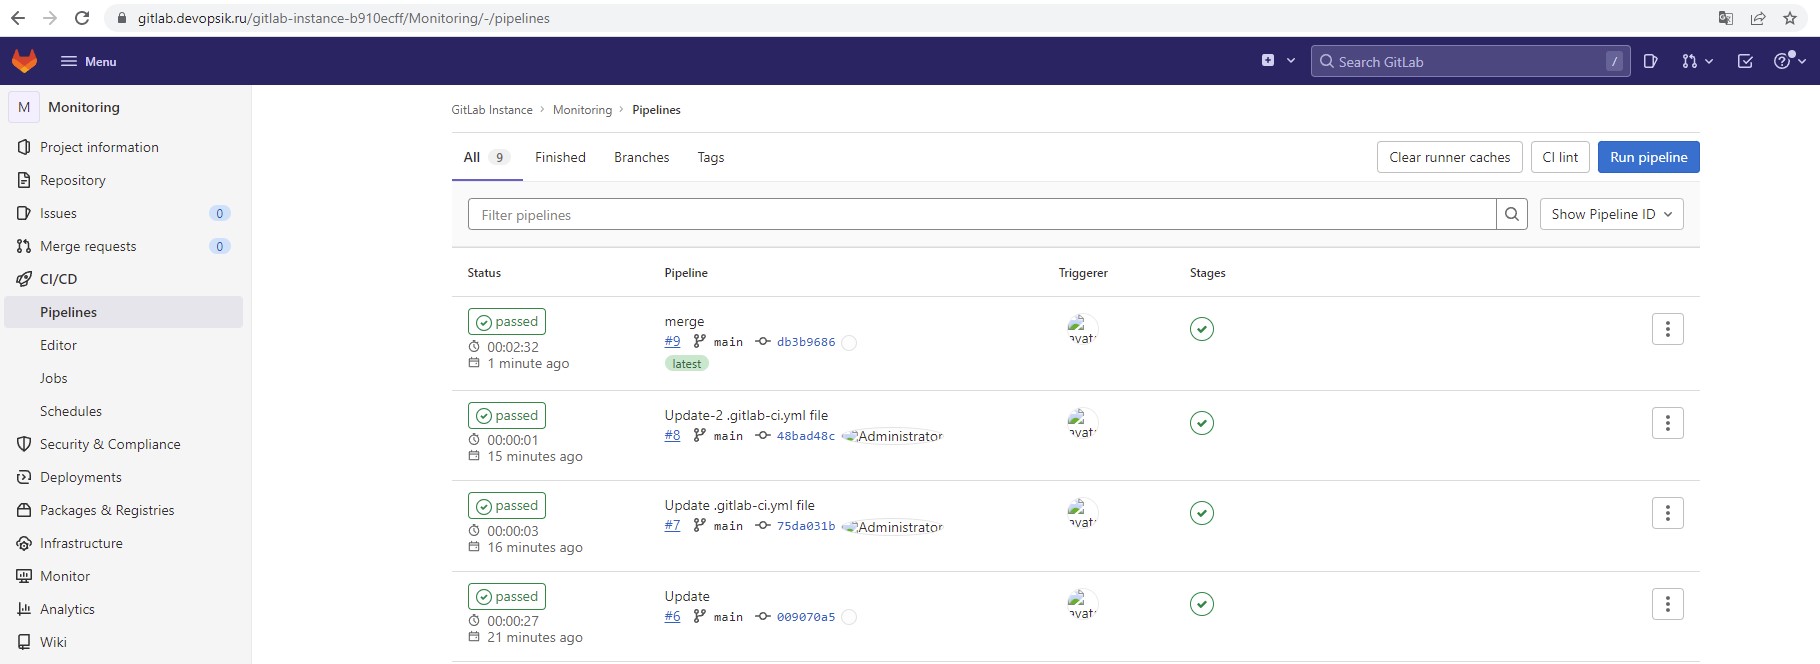 gitlab.devopsik.ru/gitlab-instance-b910ecff/Monitoring/-/pipelines
Menu
Search GitLab /
M Monitoring
Project information
Repository
Issues 0
Merge requests 0
CI/CD
Pipelines
Editor
Jobs
Schedules
Security & Compliance
Deployments
Packages & Registries
Infrastructure
Monitor
Analytics
Wiki
GitLab Instance › Monitoring › Pipelines
All 9 Finished Branches Tags
Clear runner caches CI lint Run pipeline
Filter pipelines Show Pipeline ID
Status Pipeline Triggerer Stages
passed
00:02:32
1 minute ago
merge
#9 main db3b9686
latest
avat
passed
00:00:01
15 minutes ago
Update-2 .gitlab-ci.yml file
#8 main 48bad48c Administrator
avat
passed
00:00:03
16 minutes ago
Update .gitlab-ci.yml file
#7 main 75da031b Administrator
avat
passed
00:00:27
21 minutes ago
Update
#6 main 009070a5
avat